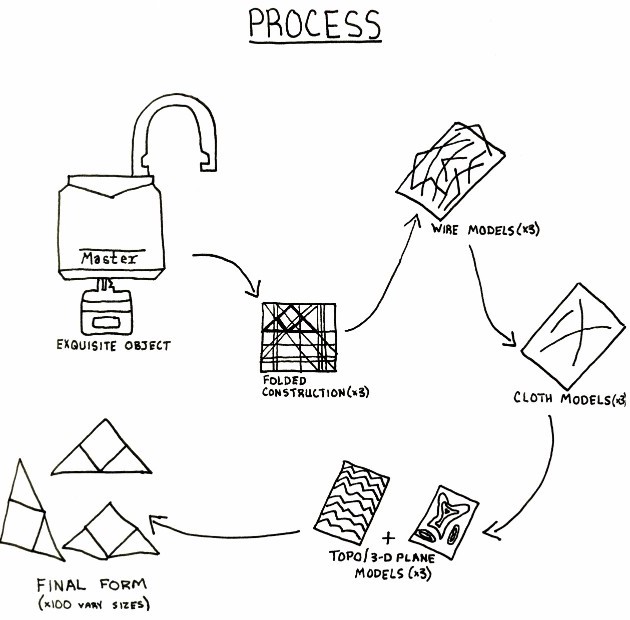 PROCESS
Master
EXQUISITE OBJECT
FOLDED
CONSTRUCTION(x3)
WIRE MODELS(x3)
CLOTH MODELS(x3)
TOPO/3-D PLANE
MODELS (x3)
+
FINAL FORM
(x100 VARY SIZES)